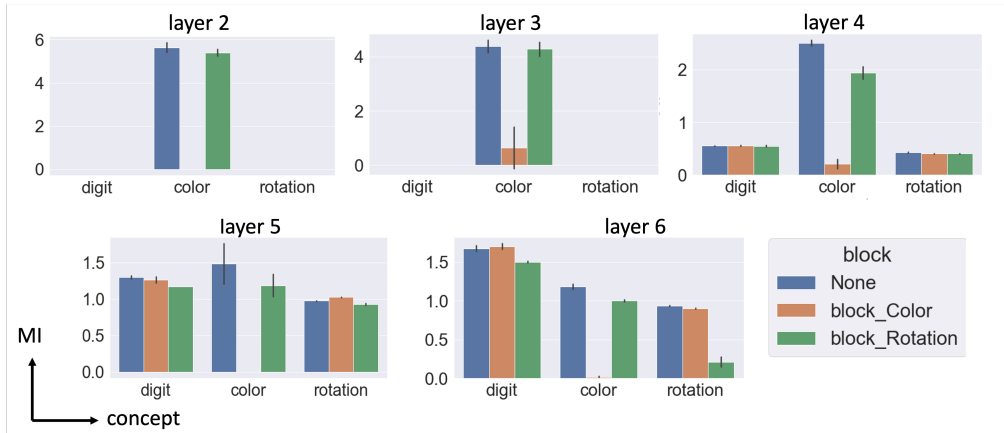 layer 2
layer 3
layer 4
6
4
2
0
digit color rotation
4
2
0
digit color rotation
2
1
0
digit color rotation
layer 5
layer 6
1.5
1.0
0.5
0.0
digit color rotation
1.5
1.0
0.5
0.0
digit color rotation
block
None
block_Color
block_Rotation
MI
concept